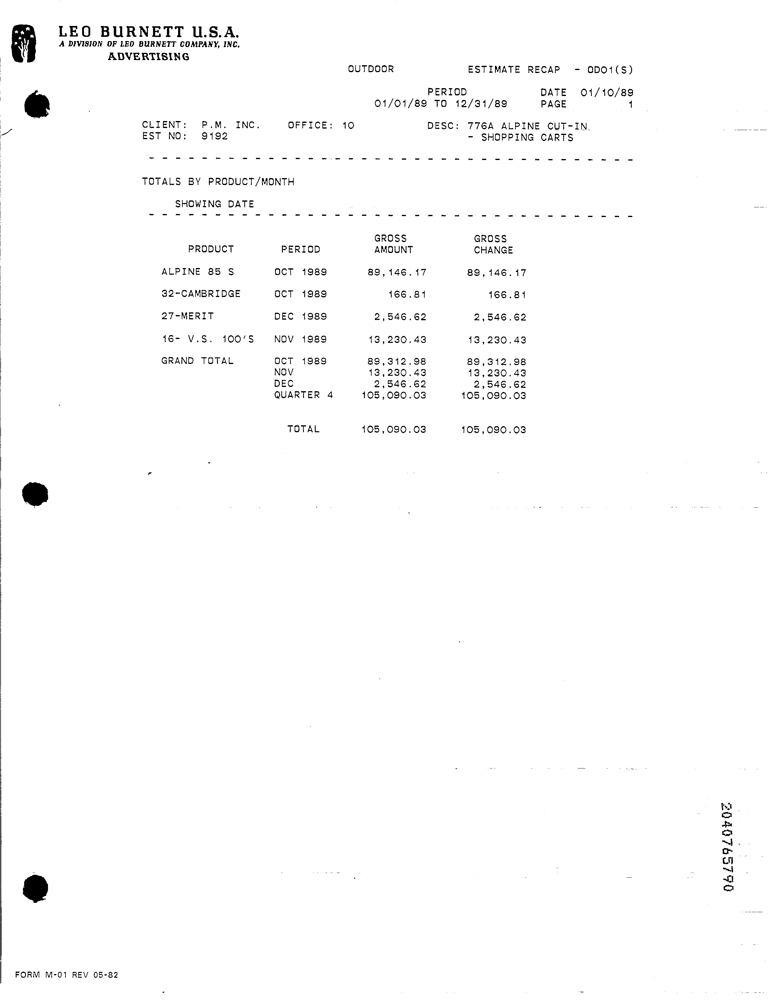 LEO BURNETT U.S.A.
A DIVISION OF LEO BURNETT COMPANY, INC.
ADVERTISING
OUTDOOR ESTIMATE RECAP - OD01(S)
PERIOD DATE 01/10/89
01/01/89 TO 12/31/89 PAGE 1
CLIENT: P.M. INC. OFFICE: 10 DESC: 776A ALPINE CUT-IN.
EST NO: 9192 - SHOPPING CARTS
- - - - - - - - - - - - - - - - - - - - - - - - - - - - - - - - - - - - -
TOTALS BY PRODUCT/MONTH
SHOWING DATE
- - - - - - - - - - - - - - - - - - - - - - - - - - - - - - - - - - - - -
GROSS GROSS
PRODUCT PERIOD AMOUNT CHANGE
ALPINE 85 S OCT 1989 89,146.17 89,146.17
32-CAMBRIDGE OCT 1989 166.81 166.81
27-MERIT DEC 1989 2,546.62 2,546.62
16- V.S. 100'S NOV 1989 13,230.43 13,230.43
GRAND TOTAL OCT 1989 89,312.98 89,312.98
NOV 13,230.43 13,230.43
DEC 2,546.62 2,546.62
QUARTER 4 105,090.03 105,090.03
TOTAL 105,090.03 105,090.03
2040765790
FORM M-01 REV 05-82